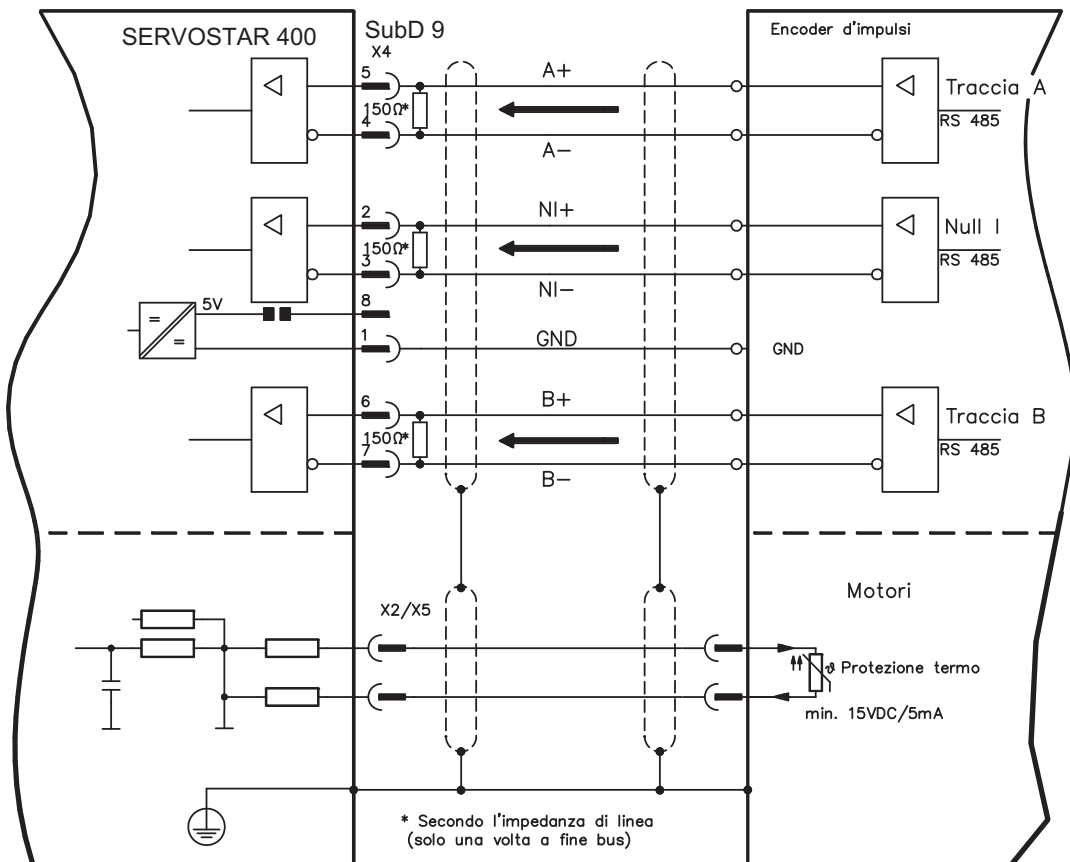 SERVOSTAR 400
SubD 9
X4
Encoder d'impulsi
5
A+
Traccia A
150Ω*
RS 485
4
A−
2
NI+
Null I
150Ω*
RS 485
3
NI−
5V
8
1
GND
GND
6
B+
Traccia B
150Ω*
RS 485
7
B−
Motori
X2/X5
ϑ Protezione termo
min. 15VDC/5mA
* Secondo l'impedanza di linea
(solo una volta a fine bus)